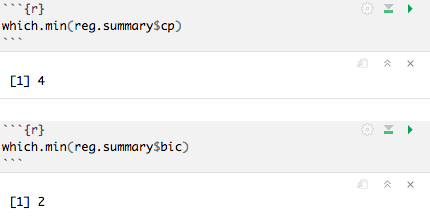 ```{r}
which.min(reg.summary$cp)
```
[1] 4
```{r}
which.min(reg.summary$bic)
```
[1] 2